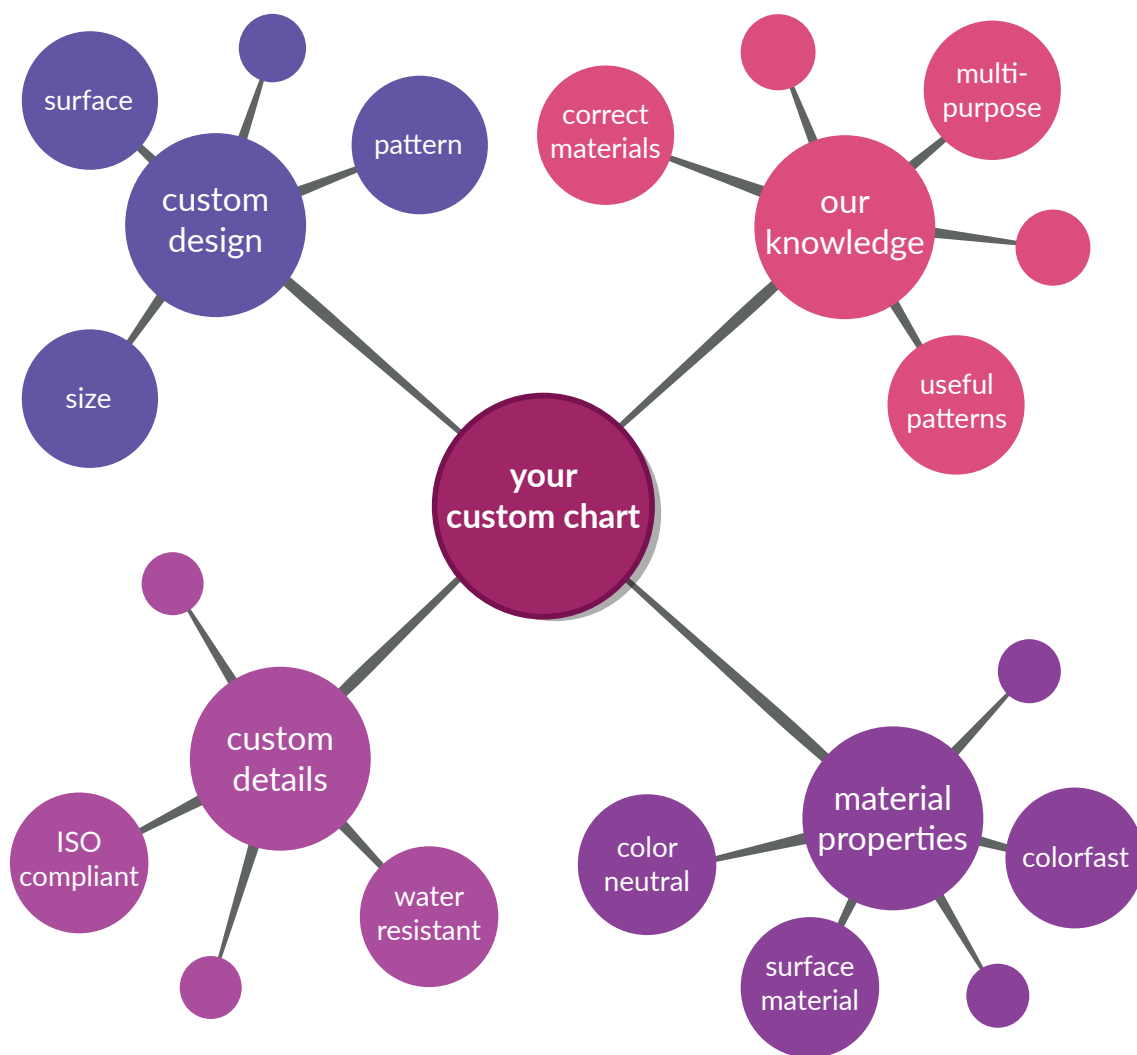 surface
pattern
custom
design
size
correct
materials
multi-
purpose
our
knowledge
useful
patterns
your
custom chart
custom
details
ISO
compliant
water
resistant
material
properties
color
neutral
colorfast
surface
material